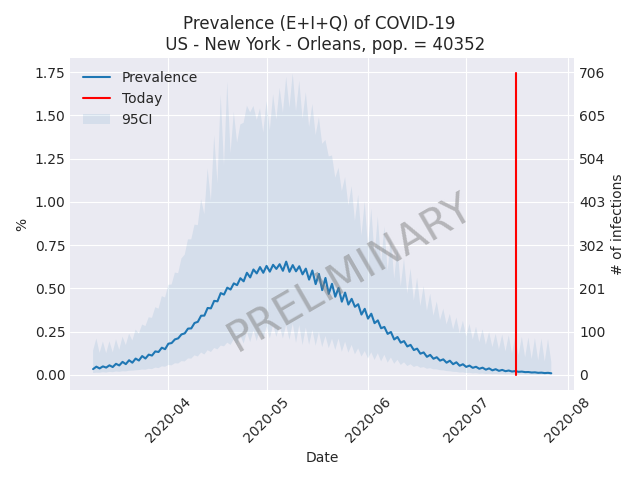 Prevalence (E+I+Q) of COVID-19
US - New York - Orleans, pop. = 40352
1.75
1.50
1.25
1.00
0.75
0.50
0.25
0.00
%
Prevalence
Today
95CI
PRELIMINARY
706
605
504
403
302
201
100
0
# of infections
2020-04
2020-05
2020-06
2020-07
2020-08
Date